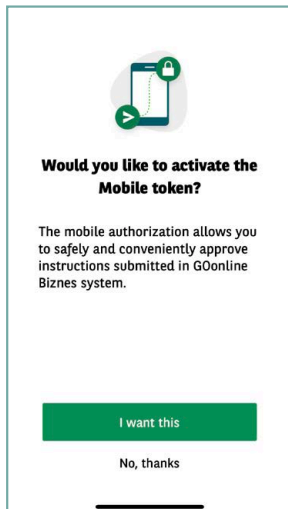 Would you like to activate the
Mobile token?
The mobile authorization allows you
to safely and conveniently approve
instructions submitted in GOonline
Biznes system.
I want this
No, thanks